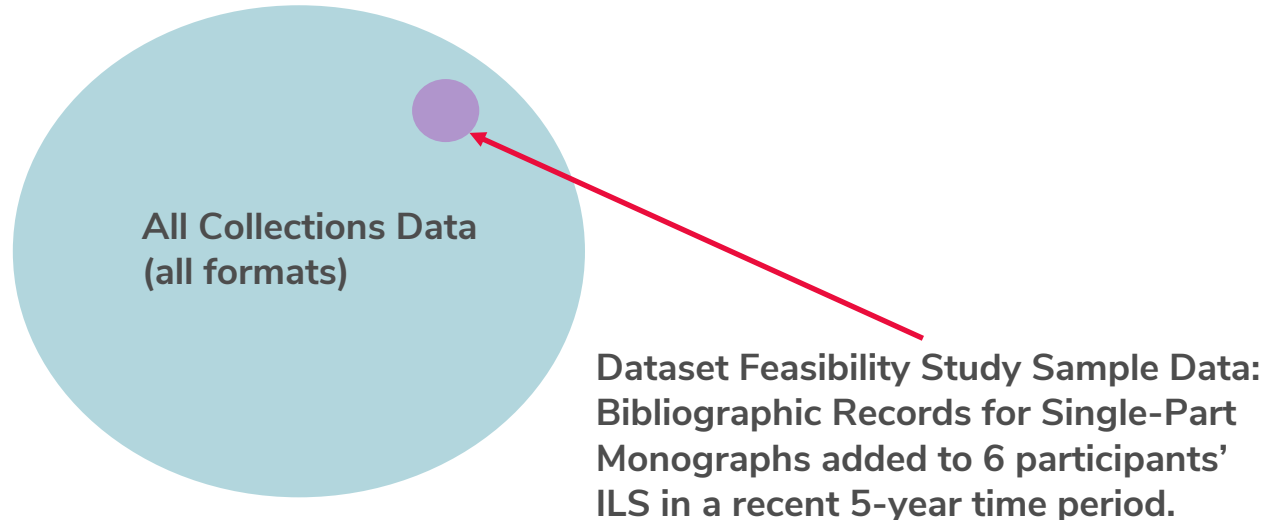 All Collections Data
(all formats)
Dataset Feasibility Study Sample Data:
Bibliographic Records for Single-Part
Monographs added to 6 participants’
ILS in a recent 5-year time period.